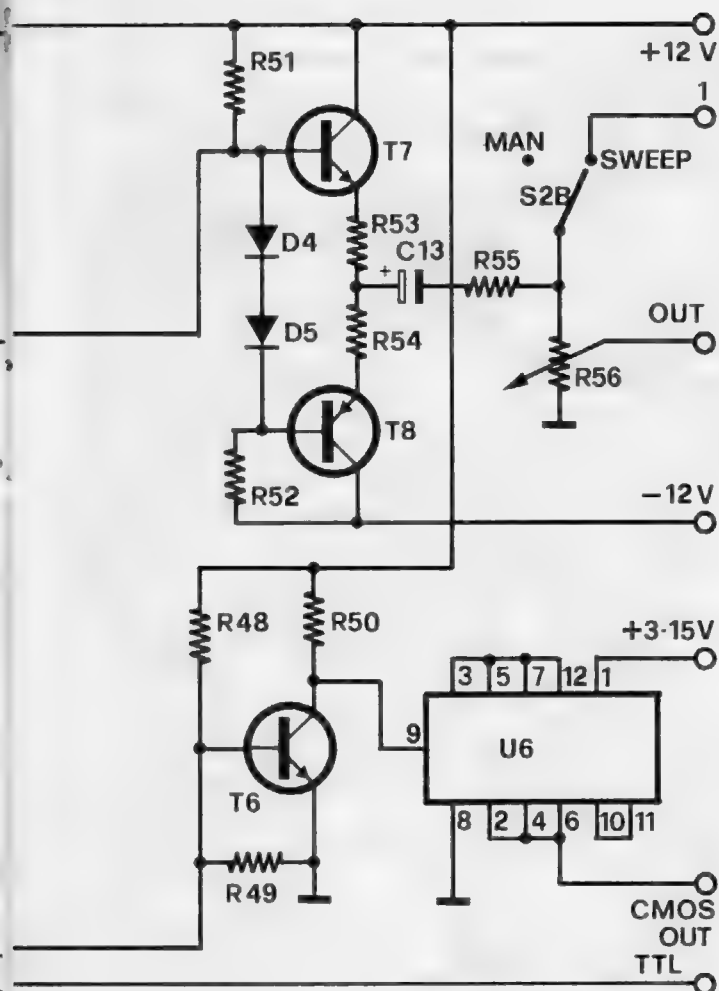 +12 V
R51
1
MAN
SWEEP
T7
S2B
R53
D4
C13
R55
+
OUT
D5
R54
R56
T8
-12 V
R52
R48
R50
+3-15V
3 5 7 12 1
9
U6
T6
8 2 4 6 10 11
R49
CMOS
OUT
TTL